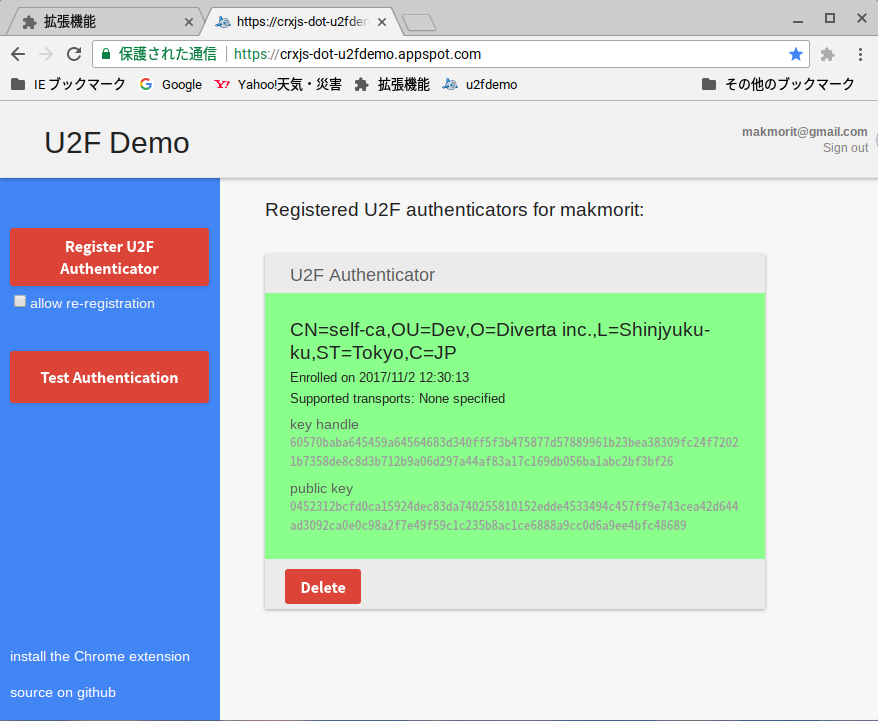 拡張機能
https://crxjs-dot-u2fden
保護された通信 https://crxjs-dot-u2fdemo.appspot.com
IE ブックマーク Google Yahoo!天気・災害 拡張機能 u2fdemo その他のブックマーク
U2F Demo
makmorit@gmail.com
Sign out
Register U2F
Authenticator
allow re-registration
Test Authentication
install the Chrome extension
source on github
Registered U2F authenticators for makmorit:
U2F Authenticator
CN=self-ca,OU=Dev,O=Diverta inc.,L=Shinjyuku-
ku,ST=Tokyo,C=JP
Enrolled on 2017/11/2 12:30:13
Supported transports: None specified
key handle
60570baba645459a64564683d340ff5f3b475877d57889961b23bea38309fc24f7202
1b7358de8c8d3b712b9a06d297a44af83a17c169db056ba1abc2bf3bf26
public key
0452312bcfd0ca15924dec83da740255810152edde4533494c457ff9e743cea42d644
ad3092ca0e0c98a2f7e49f59c1c235b8ac1ce6888a9cc0d6a9ee4bfc48689
Delete